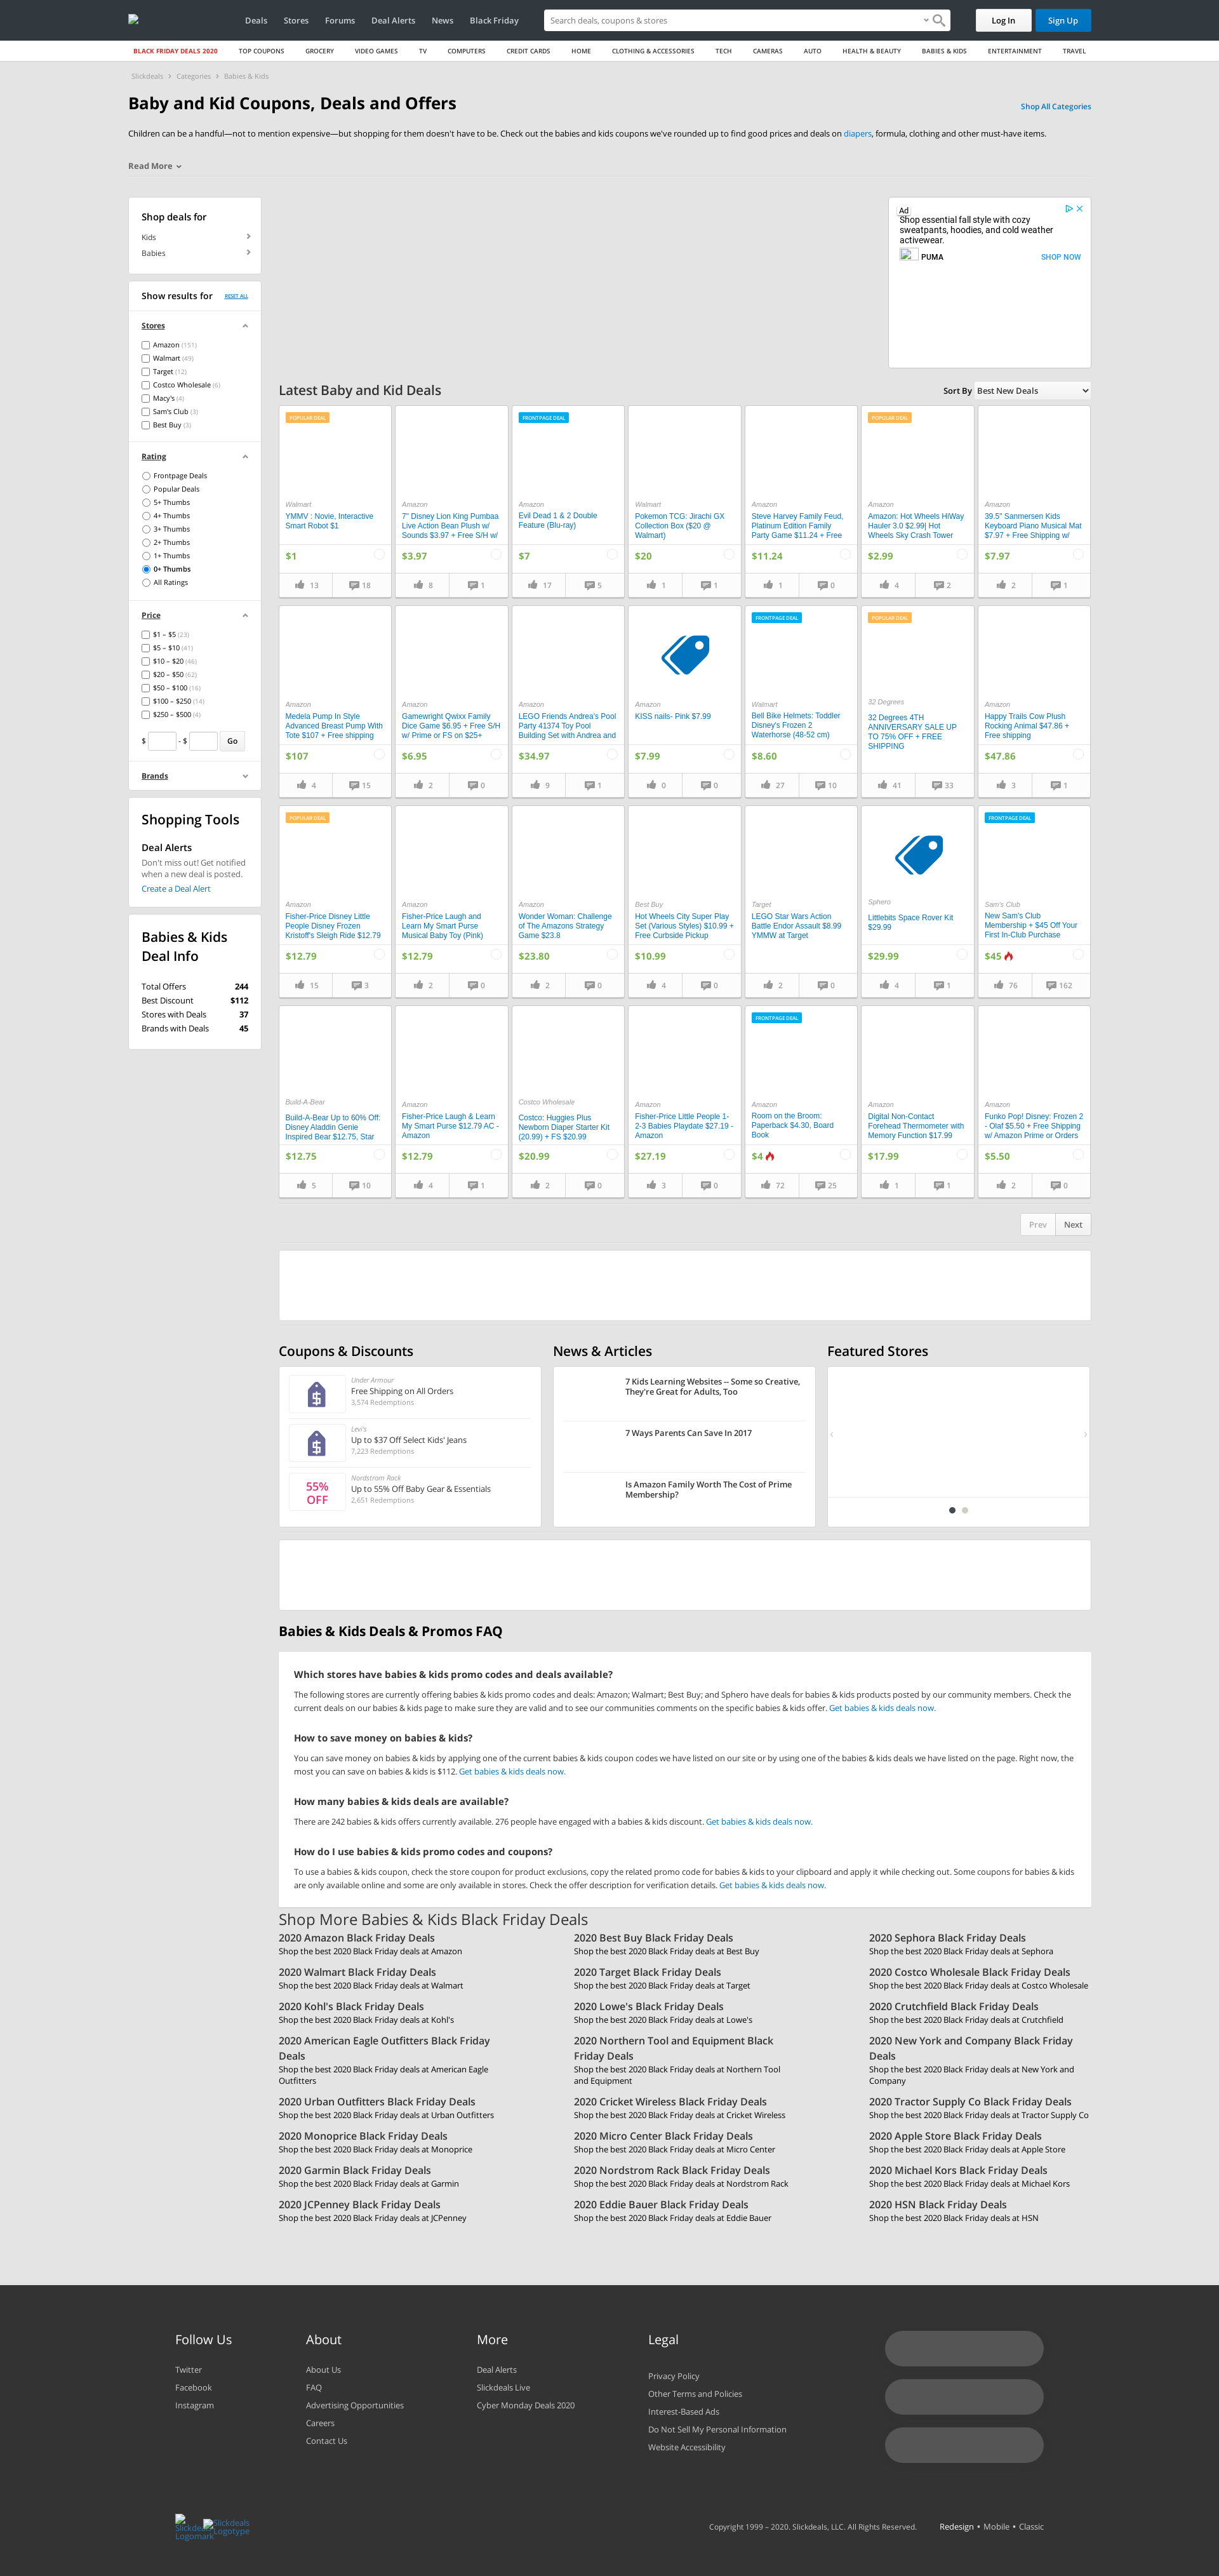 Deals Stores Forums Deal Alerts News Black Friday
Search deals, coupons & stores
Log In
Sign Up
BLACK FRIDAY DEALS 2020 TOP COUPONS GROCERY VIDEO GAMES TV COMPUTERS CREDIT CARDS HOME CLOTHING & ACCESSORIES TECH CAMERAS AUTO HEALTH & BEAUTY BABIES & KIDS ENTERTAINMENT TRAVEL
Slickdeals > Categories > Babies & Kids
Baby and Kid Coupons, Deals and Offers
Shop All Categories
Children can be a handful—not to mention expensive—but shopping for them doesn't have to be. Check out the babies and kids coupons we've rounded up to find good prices and deals on diapers, formula, clothing and other must-have items.
Read More
Shop deals for
Kids
Babies
Show results for RESET ALL
Stores
Amazon (151)
Walmart (49)
Target (12)
Costco Wholesale (6)
Macy's (4)
Sam's Club (3)
Best Buy (3)
Rating
Frontpage Deals
Popular Deals
5+ Thumbs
4+ Thumbs
3+ Thumbs
2+ Thumbs
1+ Thumbs
0+ Thumbs
All Ratings
Price
$1 – $5 (23)
$5 – $10 (41)
$10 – $20 (46)
$20 – $50 (62)
$50 – $100 (16)
$100 – $250 (14)
$250 – $500 (4)
$ - $ Go
Brands
Shopping Tools
Deal Alerts
Don't miss out! Get notified
when a new deal is posted.
Create a Deal Alert
Babies & Kids
Deal Info
Total Offers 244
Best Discount $112
Stores with Deals 37
Brands with Deals 45
Ad
Shop essential fall style with cozy
sweatpants, hoodies, and cold weather
activewear.
PUMA SHOP NOW
Latest Baby and Kid Deals
Sort By Best New Deals
POPULAR DEAL
Walmart
YMMV : Novie, Interactive
Smart Robot $1
$1
13 18
Amazon
7" Disney Lion King Pumbaa
Live Action Bean Plush w/
Sounds $3.97 + Free S/H w/
$3.97
8 1
FRONTPAGE DEAL
Amazon
Evil Dead 1 & 2 Double
Feature (Blu-ray)
$7
17 5
Walmart
Pokemon TCG: Jirachi GX
Collection Box ($20 @
Walmart)
$20
1 1
Amazon
Steve Harvey Family Feud,
Platinum Edition Family
Party Game $11.24 + Free
$11.24
1 0
POPULAR DEAL
Amazon
Amazon: Hot Wheels HiWay
Hauler 3.0 $2.99| Hot
Wheels Sky Crash Tower
$2.99
4 2
Amazon
39.5" Sanmersen Kids
Keyboard Piano Musical Mat
$7.97 + Free Shipping w/
$7.97
2 1
Amazon
Medela Pump In Style
Advanced Breast Pump With
Tote $107 + Free shipping
$107
4 15
Amazon
Gamewright Qwixx Family
Dice Game $6.95 + Free S/H
w/ Prime or FS on $25+
$6.95
2 0
Amazon
LEGO Friends Andrea's Pool
Party 41374 Toy Pool
Building Set with Andrea and
$34.97
9 1
Amazon
KISS nails- Pink $7.99
$7.99
0 0
FRONTPAGE DEAL
Walmart
Bell Bike Helmets: Toddler
Disney's Frozen 2
Waterhorse (48-52 cm)
$8.60
27 10
POPULAR DEAL
32 Degrees
32 Degrees 4TH
ANNIVERSARY SALE UP
TO 75% OFF + FREE
SHIPPING
41 33
Amazon
Happy Trails Cow Plush
Rocking Animal $47.86 +
Free shipping
$47.86
3 1
POPULAR DEAL
Amazon
Fisher-Price Disney Little
People Disney Frozen
Kristoff's Sleigh Ride $12.79
$12.79
15 3
Amazon
Fisher-Price Laugh and
Learn My Smart Purse
Musical Baby Toy (Pink)
$12.79
2 0
Amazon
Wonder Woman: Challenge
of The Amazons Strategy
Game $23.8
$23.80
2 0
Best Buy
Hot Wheels City Super Play
Set (Various Styles) $10.99 +
Free Curbside Pickup
$10.99
4 0
Target
LEGO Star Wars Action
Battle Endor Assault $8.99
YMMW at Target
2 0
Sphero
Littlebits Space Rover Kit
$29.99
$29.99
4 1
FRONTPAGE DEAL
Sam's Club
New Sam's Club
Membership + $45 Off Your
First In-Club Purchase
$45
76 162
Build-A-Bear
Build-A-Bear Up to 60% Off:
Disney Aladdin Genie
Inspired Bear $12.75, Star
$12.75
5 10
Amazon
Fisher-Price Laugh & Learn
My Smart Purse $12.79 AC -
Amazon
$12.79
4 1
Costco Wholesale
Costco: Huggies Plus
Newborn Diaper Starter Kit
(20.99) + FS $20.99
$20.99
2 0
Amazon
Fisher-Price Little People 1-
2-3 Babies Playdate $27.19 -
Amazon
$27.19
3 0
FRONTPAGE DEAL
Amazon
Room on the Broom:
Paperback $4.30, Board
Book
$4
72 25
Amazon
Digital Non-Contact
Forehead Thermometer with
Memory Function $17.99
$17.99
1 1
Amazon
Funko Pop! Disney: Frozen 2
- Olaf $5.50 + Free Shipping
w/ Amazon Prime or Orders
$5.50
2 0
Prev Next
Coupons & Discounts
Under Armour
Free Shipping on All Orders
3,574 Redemptions
Levi's
Up to $37 Off Select Kids' Jeans
7,223 Redemptions
55%
OFF
Nordstrom Rack
Up to 55% Off Baby Gear & Essentials
2,651 Redemptions
News & Articles
7 Kids Learning Websites -- Some so Creative,
They're Great for Adults, Too
7 Ways Parents Can Save In 2017
Is Amazon Family Worth The Cost of Prime
Membership?
Featured Stores
Babies & Kids Deals & Promos FAQ
Which stores have babies & kids promo codes and deals available?
The following stores are currently offering babies & kids promo codes and deals: Amazon; Walmart; Best Buy; and Sphero have deals for babies & kids products posted by our community members. Check the
current deals on our babies & kids page to make sure they are valid and to see our communities comments on the specific babies & kids offer. Get babies & kids deals now.
How to save money on babies & kids?
You can save money on babies & kids by applying one of the current babies & kids coupon codes we have listed on our site or by using one of the babies & kids deals we have listed on the page. Right now, the
most you can save on babies & kids is $112. Get babies & kids deals now.
How many babies & kids deals are available?
There are 242 babies & kids offers currently available. 276 people have engaged with a babies & kids discount. Get babies & kids deals now.
How do I use babies & kids promo codes and coupons?
To use a babies & kids coupon, check the store coupon for product exclusions, copy the related promo code for babies & kids to your clipboard and apply it while checking out. Some coupons for babies & kids
are only available online and some are only available in stores. Check the offer description for verification details. Get babies & kids deals now.
Shop More Babies & Kids Black Friday Deals
2020 Amazon Black Friday Deals
Shop the best 2020 Black Friday deals at Amazon
2020 Best Buy Black Friday Deals
Shop the best 2020 Black Friday deals at Best Buy
2020 Sephora Black Friday Deals
Shop the best 2020 Black Friday deals at Sephora
2020 Walmart Black Friday Deals
Shop the best 2020 Black Friday deals at Walmart
2020 Target Black Friday Deals
Shop the best 2020 Black Friday deals at Target
2020 Costco Wholesale Black Friday Deals
Shop the best 2020 Black Friday deals at Costco Wholesale
2020 Kohl's Black Friday Deals
Shop the best 2020 Black Friday deals at Kohl's
2020 Lowe's Black Friday Deals
Shop the best 2020 Black Friday deals at Lowe's
2020 Crutchfield Black Friday Deals
Shop the best 2020 Black Friday deals at Crutchfield
2020 American Eagle Outfitters Black Friday
Deals
Shop the best 2020 Black Friday deals at American Eagle
Outfitters
2020 Northern Tool and Equipment Black
Friday Deals
Shop the best 2020 Black Friday deals at Northern Tool
and Equipment
2020 New York and Company Black Friday
Deals
Shop the best 2020 Black Friday deals at New York and
Company
2020 Urban Outfitters Black Friday Deals
Shop the best 2020 Black Friday deals at Urban Outfitters
2020 Cricket Wireless Black Friday Deals
Shop the best 2020 Black Friday deals at Cricket Wireless
2020 Tractor Supply Co Black Friday Deals
Shop the best 2020 Black Friday deals at Tractor Supply Co
2020 Monoprice Black Friday Deals
Shop the best 2020 Black Friday deals at Monoprice
2020 Micro Center Black Friday Deals
Shop the best 2020 Black Friday deals at Micro Center
2020 Apple Store Black Friday Deals
Shop the best 2020 Black Friday deals at Apple Store
2020 Garmin Black Friday Deals
Shop the best 2020 Black Friday deals at Garmin
2020 Nordstrom Rack Black Friday Deals
Shop the best 2020 Black Friday deals at Nordstrom Rack
2020 Michael Kors Black Friday Deals
Shop the best 2020 Black Friday deals at Michael Kors
2020 JCPenney Black Friday Deals
Shop the best 2020 Black Friday deals at JCPenney
2020 Eddie Bauer Black Friday Deals
Shop the best 2020 Black Friday deals at Eddie Bauer
2020 HSN Black Friday Deals
Shop the best 2020 Black Friday deals at HSN
Follow Us
Twitter
Facebook
Instagram
About
About Us
FAQ
Advertising Opportunities
Careers
Contact Us
More
Deal Alerts
Slickdeals Live
Cyber Monday Deals 2020
Legal
Privacy Policy
Other Terms and Policies
Interest-Based Ads
Do Not Sell My Personal Information
Website Accessibility
Slickdeals
Logotype
Logomark
Copyright 1999 – 2020. Slickdeals, LLC. All Rights Reserved.
Redesign • Mobile • Classic